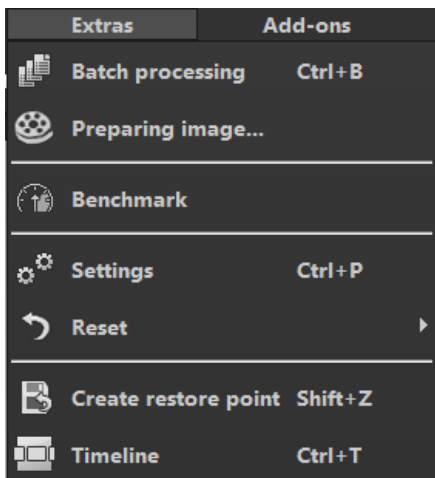 Extras Add-ons
Batch processing Ctrl+B
Preparing image...
Benchmark
Settings Ctrl+P
Reset
Create restore point Shift+Z
Timeline Ctrl+T